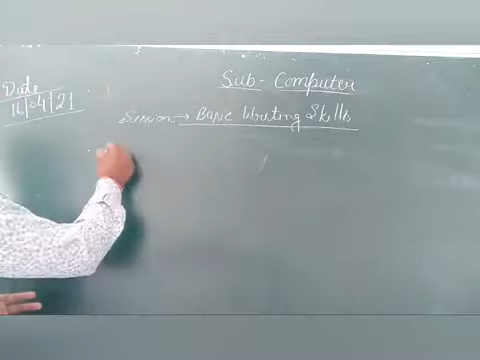 Date
16/04/21
Sub- Computer
Session:→ Basic Writing Skills